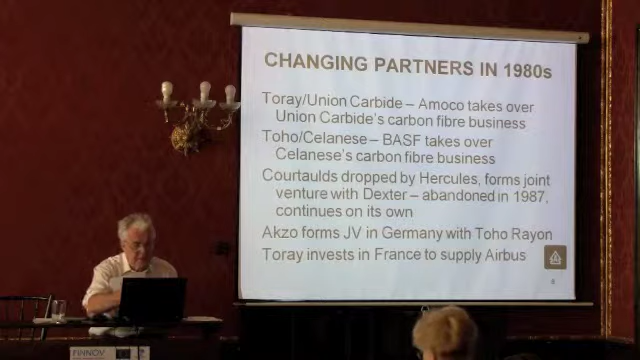 CHANGING PARTNERS IN 1980s
Toray/Union Carbide – Amoco takes over
Union Carbide's carbon fibre business
Toho/Celanese – BASF takes over
Celanese's carbon fibre business
Courtaulds dropped by Hercules, forms joint
venture with Dexter – abandoned in 1987,
continues on its own
Akzo forms JV in Germany with Toho Rayon
Toray invests in France to supply Airbus
FINNOV